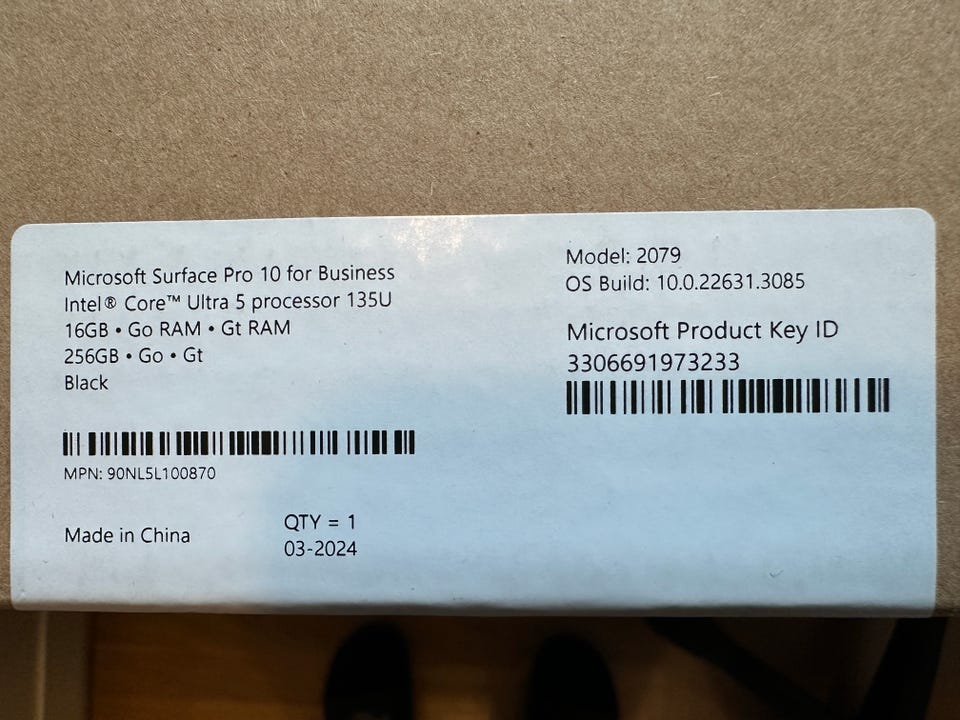 Microsoft Surface Pro 10 for Business
Intel® Core™ Ultra 5 processor 135U
16GB • Go RAM • Gt RAM
256GB • Go • Gt
Black
MPN: 90NL5L100870
Made in China
QTY = 1
03-2024
Model: 2079
OS Build: 10.0.22631.3085
Microsoft Product Key ID
3306691973233